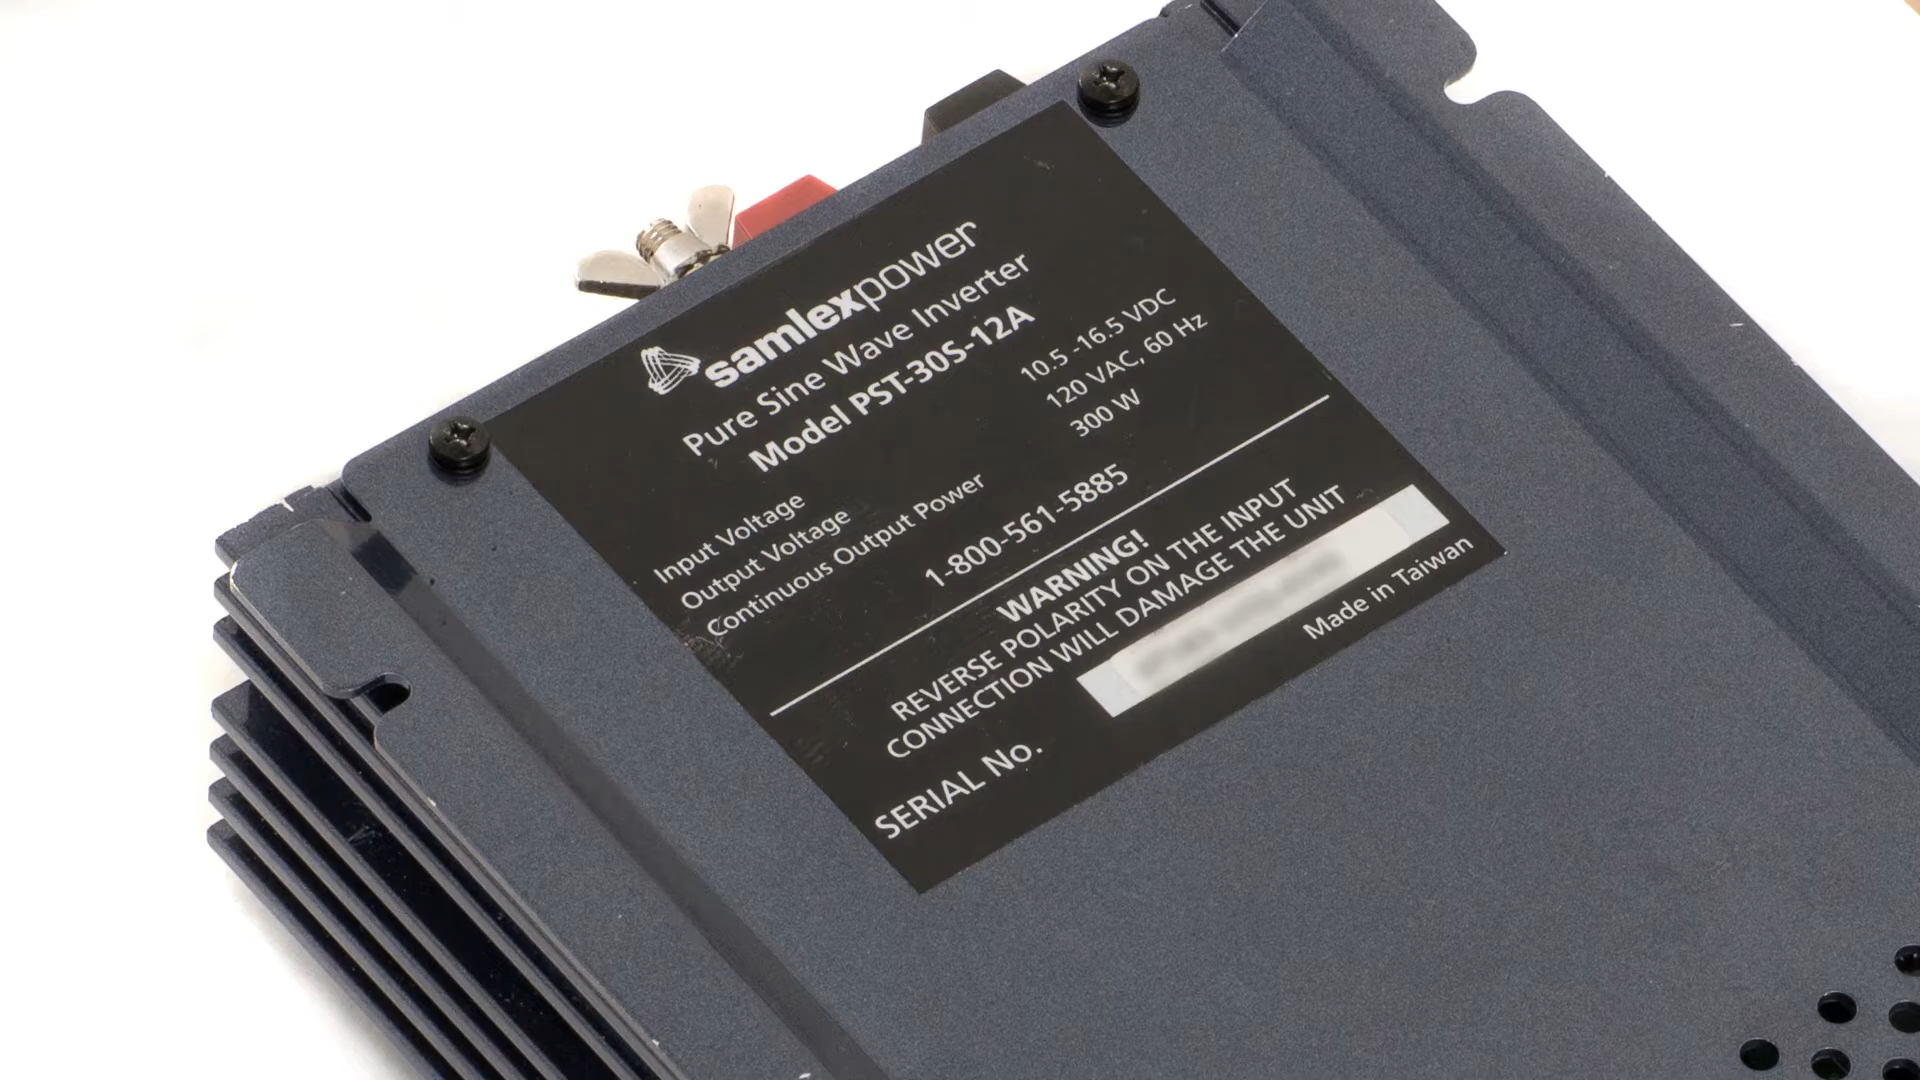 samlexpower
Pure Sine Wave Inverter
Model PST-30S-12A
Input Voltage 10.5 -16.5 VDC
Output Voltage 120 VAC, 60 Hz
Continuous Output Power 300 W
1-800-561-5885
WARNING!
REVERSE POLARITY ON THE INPUT
CONNECTION WILL DAMAGE THE UNIT
SERIAL No.
Made in Taiwan